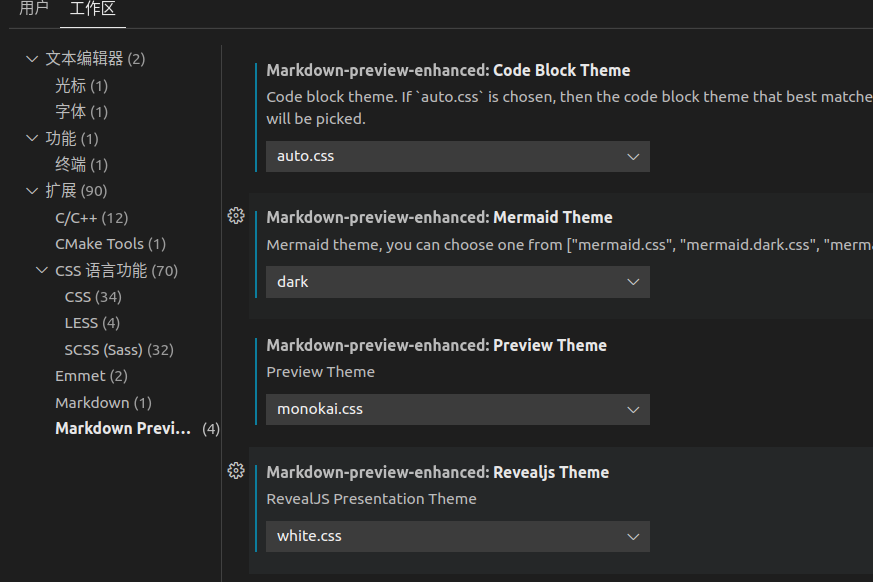 用户 工作区
文本编辑器 (2)
光标 (1)
字体 (1)
功能 (1)
终端 (1)
扩展 (90)
C/C++ (12)
CMake Tools (1)
CSS 语言功能 (70)
CSS (34)
LESS (4)
SCSS (Sass) (32)
Emmet (2)
Markdown (1)
Markdown Previ... (4)
Markdown-preview-enhanced: Code Block Theme
Code block theme. If `auto.css` is chosen, then the code block theme that best matche
will be picked.
auto.css
Markdown-preview-enhanced: Mermaid Theme
Mermaid theme, you can choose one from ["mermaid.css", "mermaid.dark.css", "merma
dark
Markdown-preview-enhanced: Preview Theme
Preview Theme
monokai.css
Markdown-preview-enhanced: Revealjs Theme
RevealJS Presentation Theme
white.css